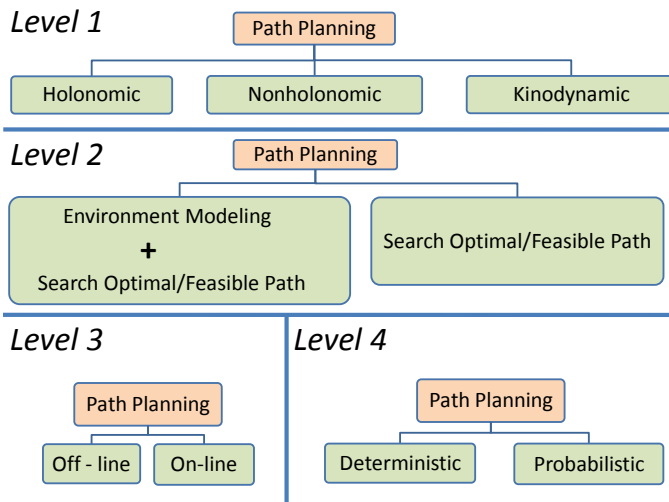 Level 1
Path Planning
Holonomic
Nonholonomic
Kinodynamic
Level 2
Path Planning
Environment Modeling
+
Search Optimal/Feasible Path
Search Optimal/Feasible Path
Level 3
Path Planning
Off - line
On-line
Level 4
Path Planning
Deterministic
Probabilistic